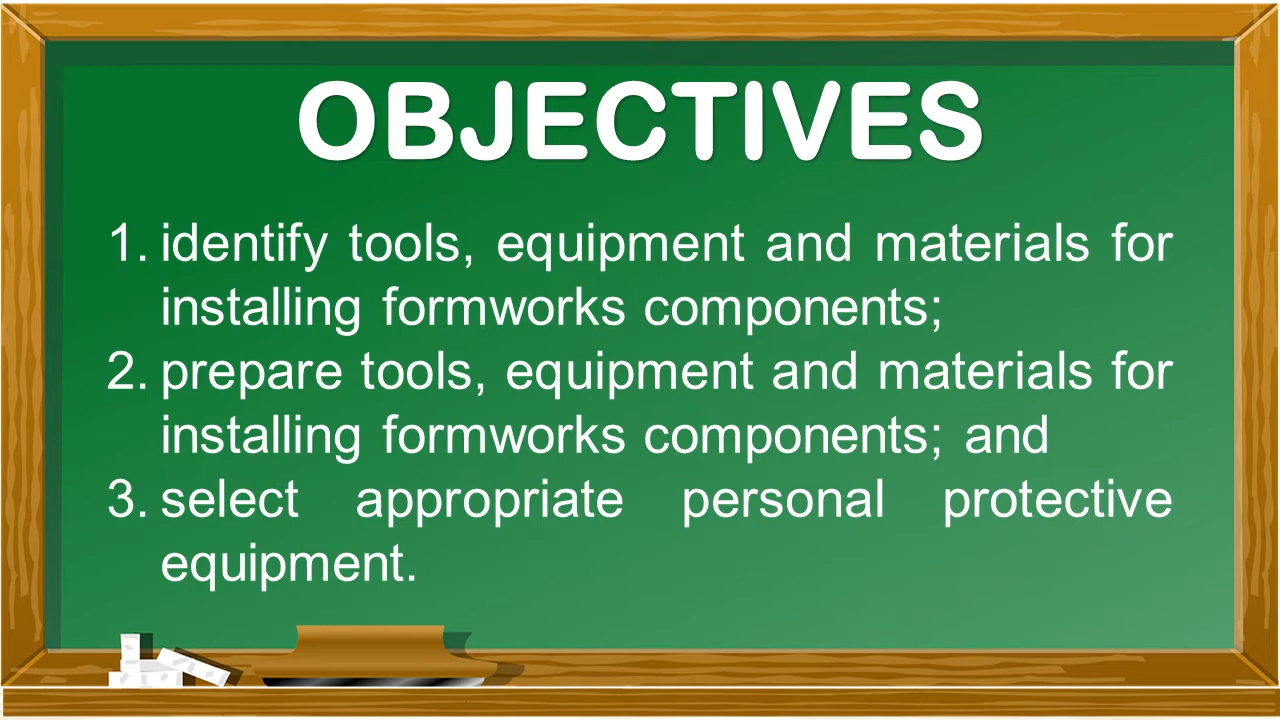 OBJECTIVES
1. identify tools, equipment and materials for
installing formworks components;
2. prepare tools, equipment and materials for
installing formworks components; and
3. select appropriate personal protective
equipment.